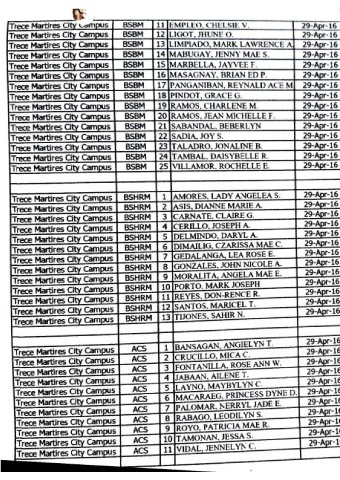 Trece Martires City Campus BSBM 11 EMPLEO, CHELSIE V. 29-Apr-16
Trece Martires City Campus BSBM 12 LIGOT, JHUNE O. 29-Apr-16
Trece Martires City Campus BSBM 13 LIMPIADO, MARK LAWRENCE A. 29-Apr-16
Trece Martires City Campus BSBM 14 MABUGAY, JENNY MAE S. 29-Apr-16
Trece Martires City Campus BSBM 15 MARBELLA, JAYVEE F. 29-Apr-16
Trece Martires City Campus BSBM 16 MASAGNAY, BRIAN ED P. 29-Apr-16
Trece Martires City Campus BSBM 17 PANGANIBAN, REYNALD ACE M 29-Apr-16
Trece Martires City Campus BSBM 18 PINDOT, GRACE G. 29-Apr-16
Trece Martires City Campus BSBM 19 RAMOS, CHARLENE M. 29-Apr-16
Trece Martires City Campus BSBM 20 RAMOS, JEAN MICHELLE F. 29-Apr-16
Trece Martires City Campus BSBM 21 SABANDAL, BEBERLYN 29-Apr-16
Trece Martires City Campus BSBM 22 SADIA, JOY S. 29-Apr-16
Trece Martires City Campus BSBM 23 TALADRO, JONALINE B. 29-Apr-16
Trece Martires City Campus BSBM 24 TAMBAL, DAISYBELLE R. 29-Apr-16
Trece Martires City Campus BSBM 25 VILLAMOR, ROCHELLE E. 29-Apr-16
Trece Martires City Campus BSHRM 1 AMORES, LADY ANGELEA S. 29-Apr-16
Trece Martires City Campus BSHRM 2 ASIS, DIANNE MARIE A. 29-Apr-16
Trece Martires City Campus BSHRM 3 CARNATE, CLAIRE G. 29-Apr-16
Trece Martires City Campus BSHRM 4 CERILLO, JOSEPH A. 29-Apr-16
Trece Martires City Campus BSHRM 5 DELMINDO, DARYL A. 29-Apr-16
Trece Martires City Campus BSHRM 6 DIMAILIG, CZARISSA MAE C. 29-Apr-16
Trece Martires City Campus BSHRM 7 GEDALANGA, LEA ROSE E. 29-Apr-16
Trece Martires City Campus BSHRM 8 GONZALES, JOHN NICOLE A. 29-Apr-16
Trece Martires City Campus BSHRM 9 MORALITA, ANGELA MAE E. 29-Apr-16
Trece Martires City Campus BSHRM 10 PORTO, MARK JOSEPH 29-Apr-16
Trece Martires City Campus BSHRM 11 REYES, DON-RENCE R. 29-Apr-16
Trece Martires City Campus BSHRM 12 SANTOS, MARICEL T. 29-Apr-16
Trece Martires City Campus BSHRM 13 TIJONES, SAHIR N. 29-Apr-16
Trece Martires City Campus ACS 1 BANSAGAN, ANGIELYN T. 29-Apr-16
Trece Martires City Campus ACS 2 CRUCILLO, MICA C. 29-Apr-16
Trece Martires City Campus ACS 3 FONTANILLA, ROSE ANN W. 29-Apr-16
Trece Martires City Campus ACS 4 JABAAN, AILENE T. 29-Apr-16
Trece Martires City Campus ACS 5 LAYNO, MAYBYLYN C. 29-Apr-16
Trece Martires City Campus ACS 6 MACARAEG, PRINCESS DYNE D. 29-Apr-16
Trece Martires City Campus ACS 7 PALOMAR, NERRYL JADE E. 29-Apr-16
Trece Martires City Campus ACS 8 RABAGO, LEODILYN S. 29-Apr-16
Trece Martires City Campus ACS 9 ROYO, PATRICIA MAE R. 29-Apr-16
Trece Martires City Campus ACS 10 TAMONAN, JESSA S. 29-Apr-16
Trece Martires City Campus ACS 11 VIDAL, JENNELYN C. 29-Apr-1